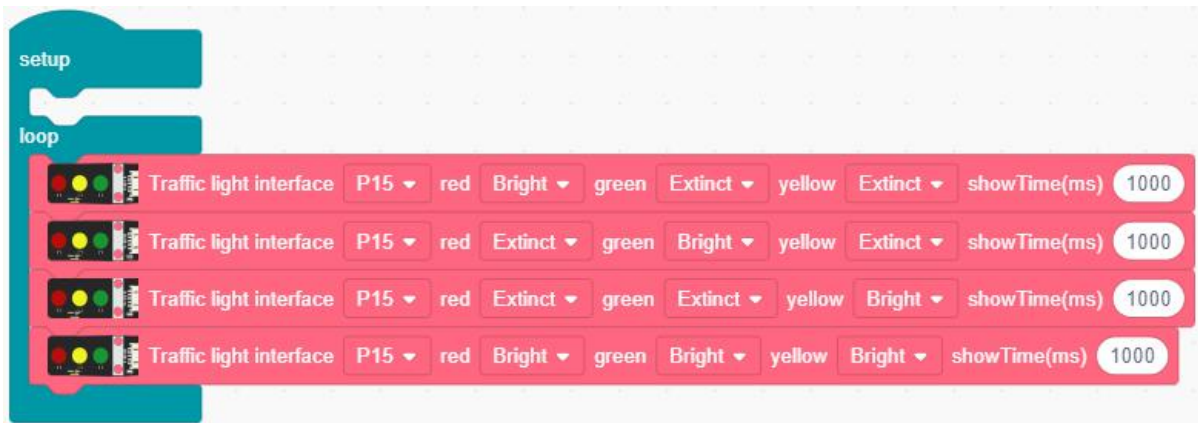 setup
loop
Traffic light interface P15 red Bright green Extinct yellow Extinct showTime(ms) 1000
Traffic light interface P15 red Extinct green Bright yellow Extinct showTime(ms) 1000
Traffic light interface P15 red Extinct green Extinct yellow Bright showTime(ms) 1000
Traffic light interface P15 red Bright green Bright yellow Bright showTime(ms) 1000